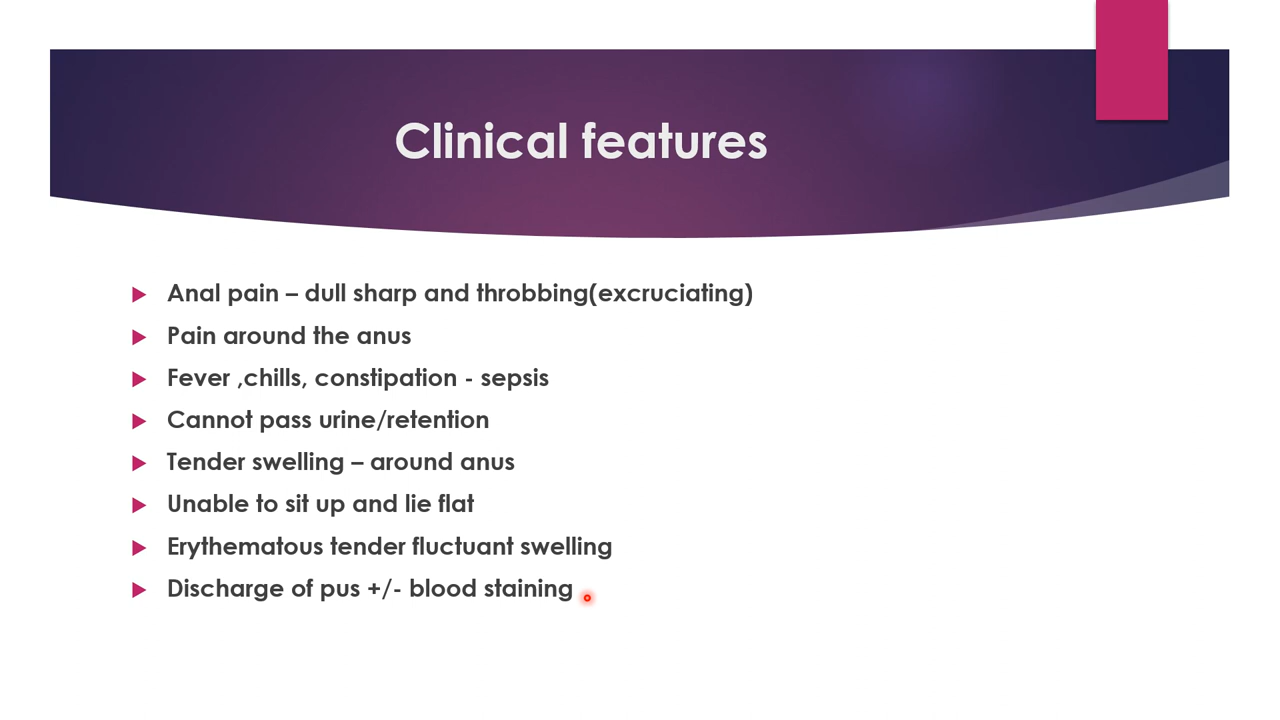 Clinical features
Anal pain – dull sharp and throbbing(excruciating)
Pain around the anus
Fever ,chills, constipation - sepsis
Cannot pass urine/retention
Tender swelling – around anus
Unable to sit up and lie flat
Erythematous tender fluctuant swelling
Discharge of pus +/- blood staining